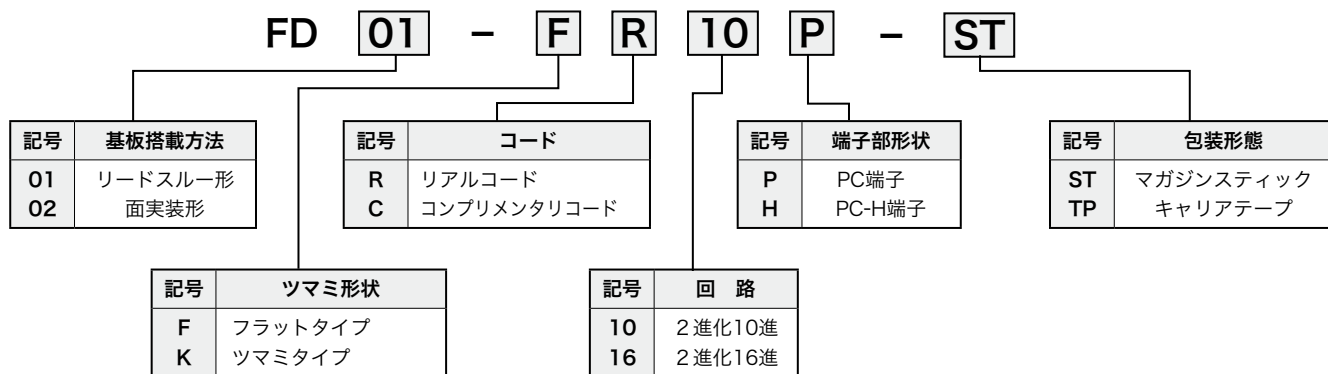 FD 01 – F R 10 P – ST
記号 基板搭載方法
01 リードスルー形
02 面実装形
記号 コード
R リアルコード
C コンプリメンタリコード
記号 端子部形状
P PC端子
H PC-H端子
記号 包装形態
ST マガジンスティック
TP キャリアテープ
記号 ツマミ形状
F フラットタイプ
K ツマミタイプ
記号 回 路
10 2進化10進
16 2進化16進